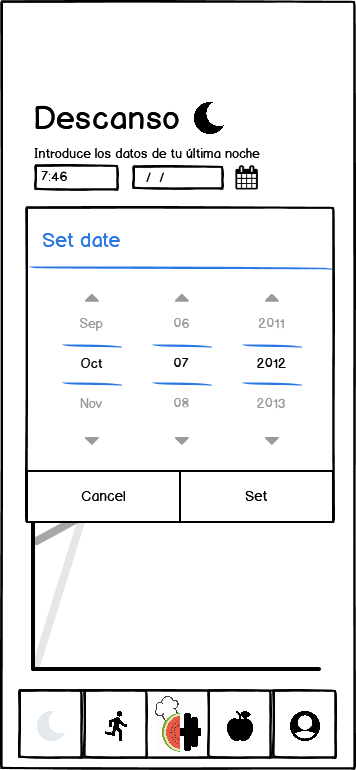 Descanso
Introduce los datos de tu última noche
7:46 / /
Set date
Sep 06 2011
Oct 07 2012
Nov 08 2013
Cancel Set